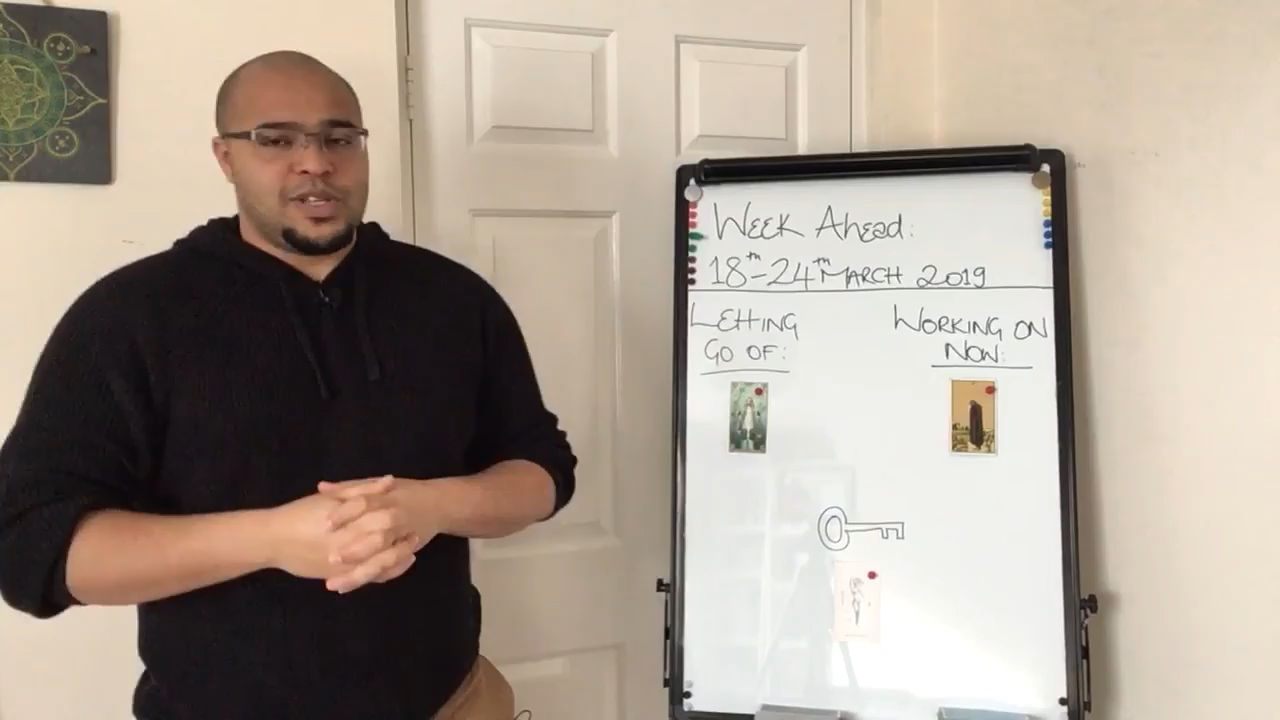 WEEK AHEAD:
18TH-24TH MARCH 2019
LETTING
GO OF:
WORKING ON
NOW: